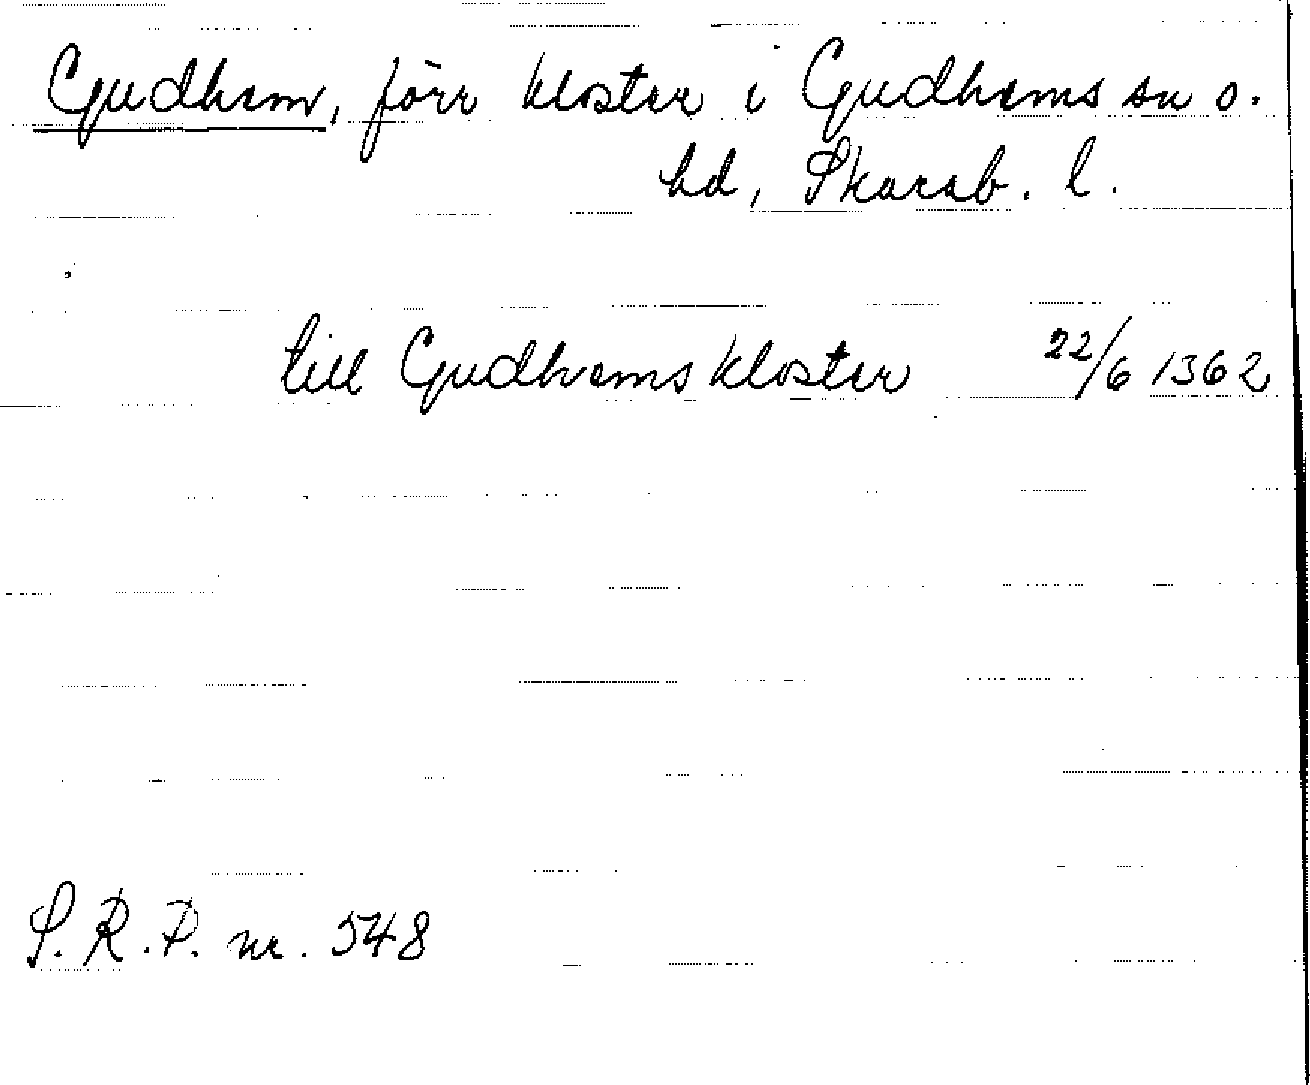 Gudhem, förr kloster i Gudhems sn o.
hd, Skarab. l.
till Gudhems kloster 22/6 1362
S.R.P. nr. 548